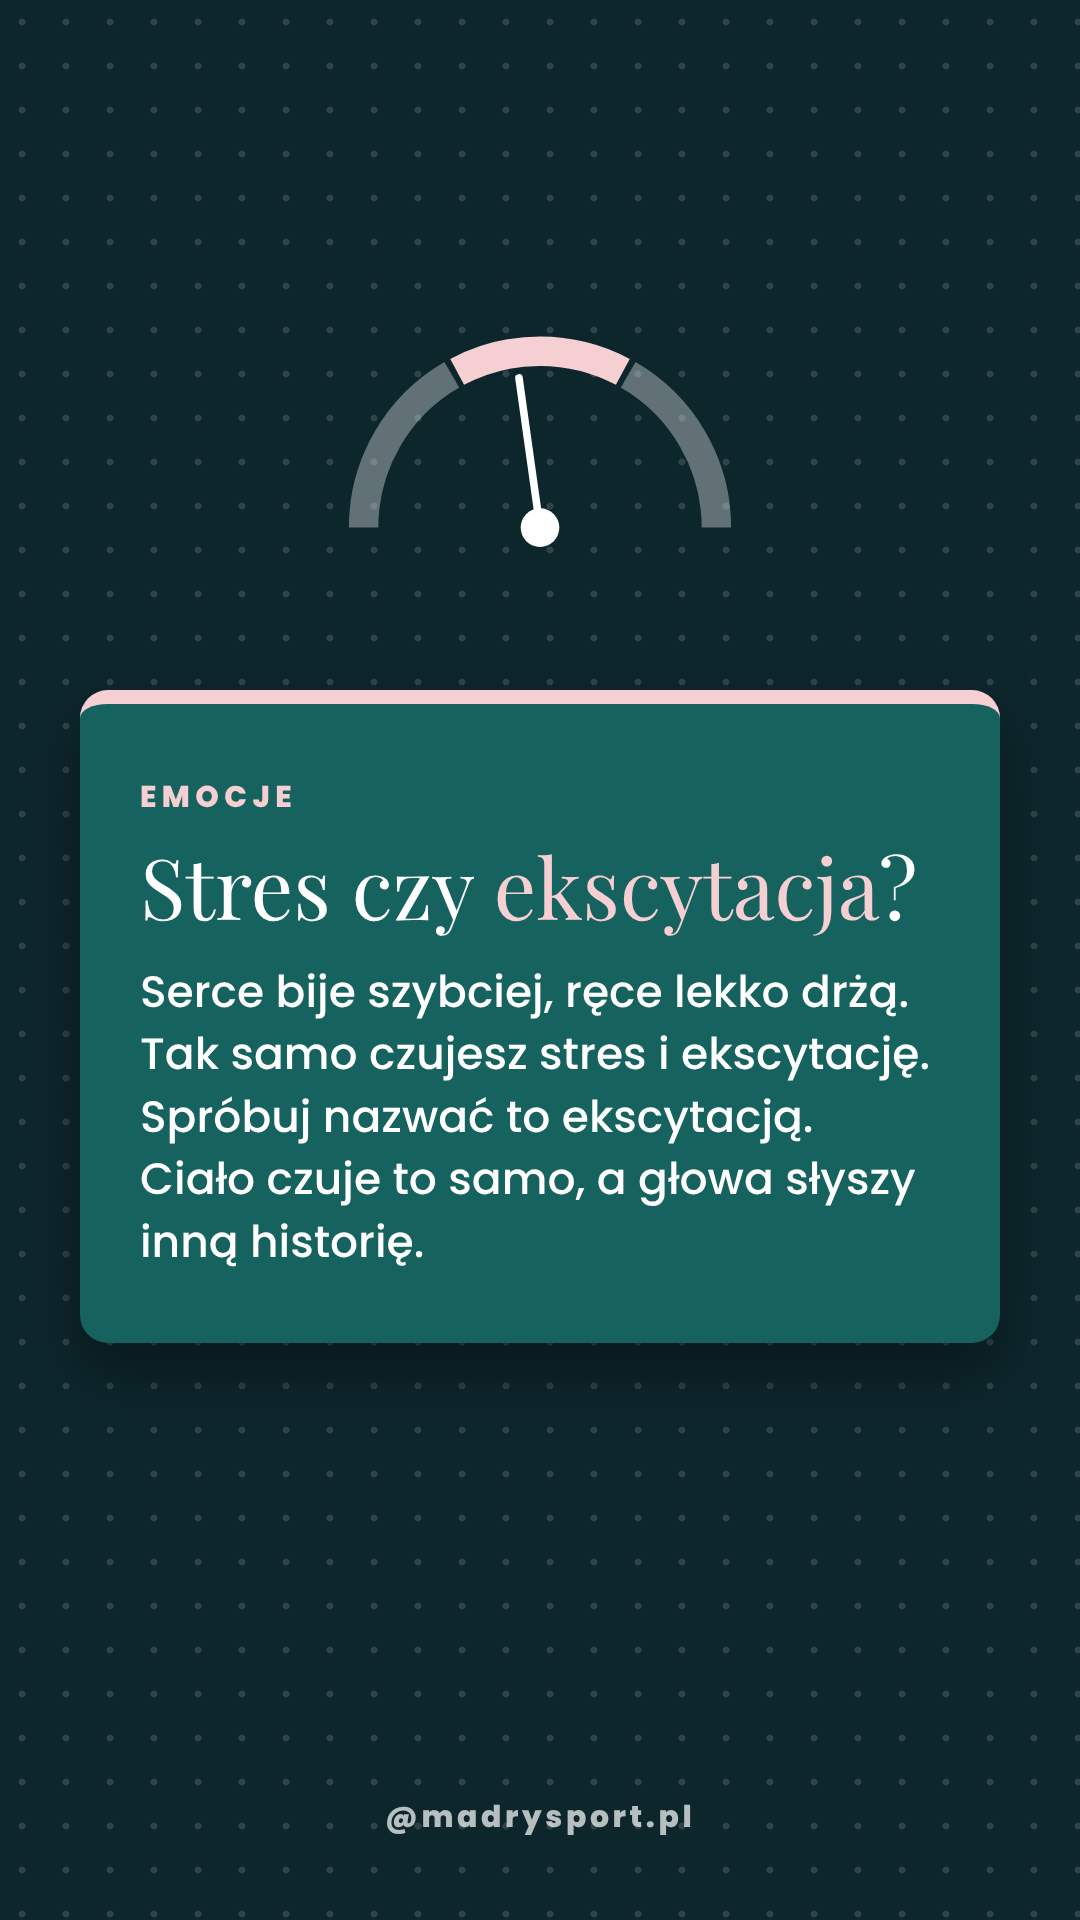 EMOCJE
Stres czy ekscytacja?
Serce bije szybciej, ręce lekko drżą.
Tak samo czujesz stres i ekscytację.
Spróbuj nazwać to ekscytacją.
Ciało czuje to samo, a głowa słyszy
inną historię.
@madrysport.pl